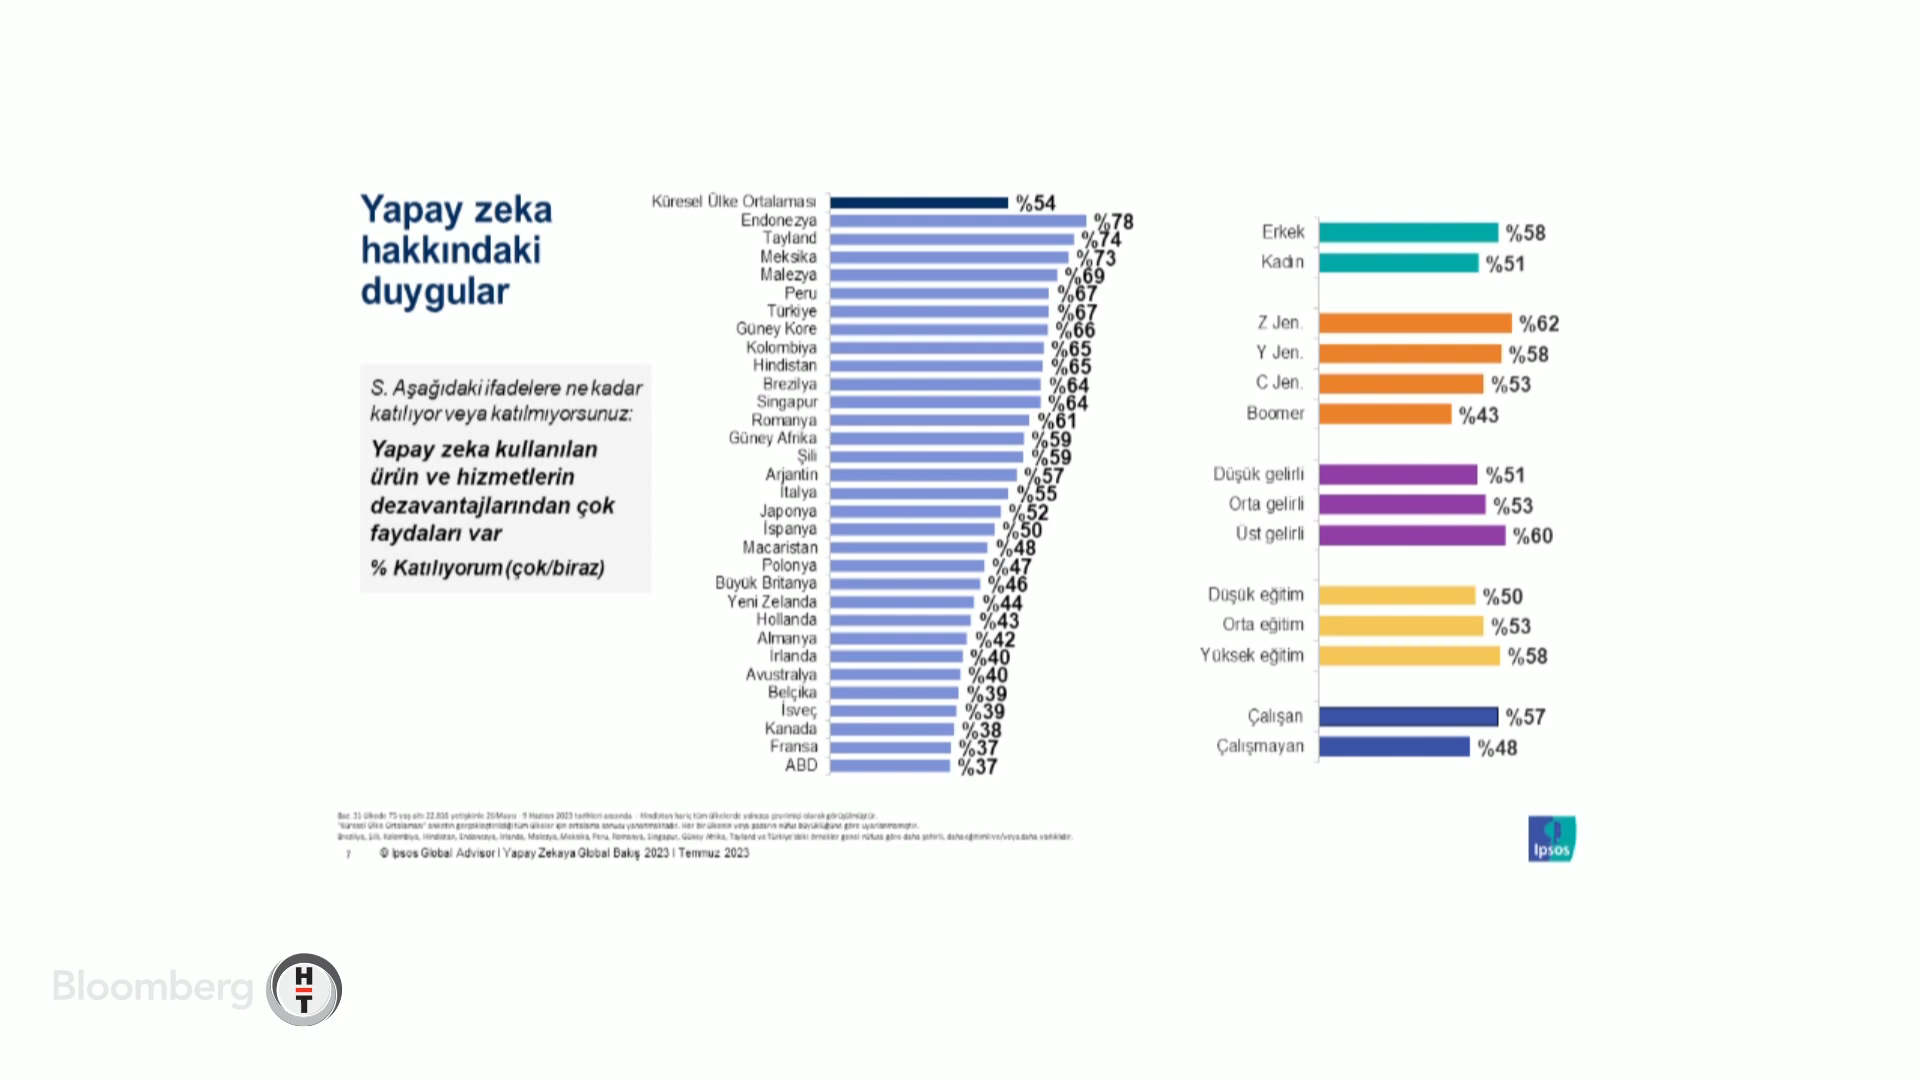 Yapay zeka
hakkındaki
duygular
S. Aşağıdaki ifadelere ne kadar
katılıyor veya katılmıyorsunuz:
Yapay zeka kullanılan
ürün ve hizmetlerin
dezavantajlarından çok
faydaları var
% Katılıyorum (çok/biraz)
Küresel Ülke Ortalaması %54
Endonezya %78
Tayland %74
Meksika %73
Malezya %69
Peru %67
Türkiye %67
Güney Kore %66
Kolombiya %65
Hindistan %65
Brezilya %64
Singapur %64
Romanya %61
Güney Afrika %59
Şili %59
Arjantin %57
İtalya %55
Japonya %52
İspanya %50
Macaristan %48
Polonya %47
Büyük Britanya %46
Yeni Zelanda %44
Hollanda %43
Almanya %42
İrlanda %40
Avustralya %40
Belçika %39
İsveç %39
Kanada %38
Fransa %37
ABD %37
Erkek %58
Kadın %51
Z Jen. %62
Y Jen. %58
C Jen. %53
Boomer %43
Düşük gelirli %51
Orta gelirli %53
Üst gelirli %60
Düşük eğitim %50
Orta eğitim %53
Yüksek eğitim %58
Çalışan %57
Çalışmayan %48
7 © Ipsos Global Advisor I Yapay Zekaya Global Bakış 2023 I Temmuz 2023
Ipsos
Bloomberg HT